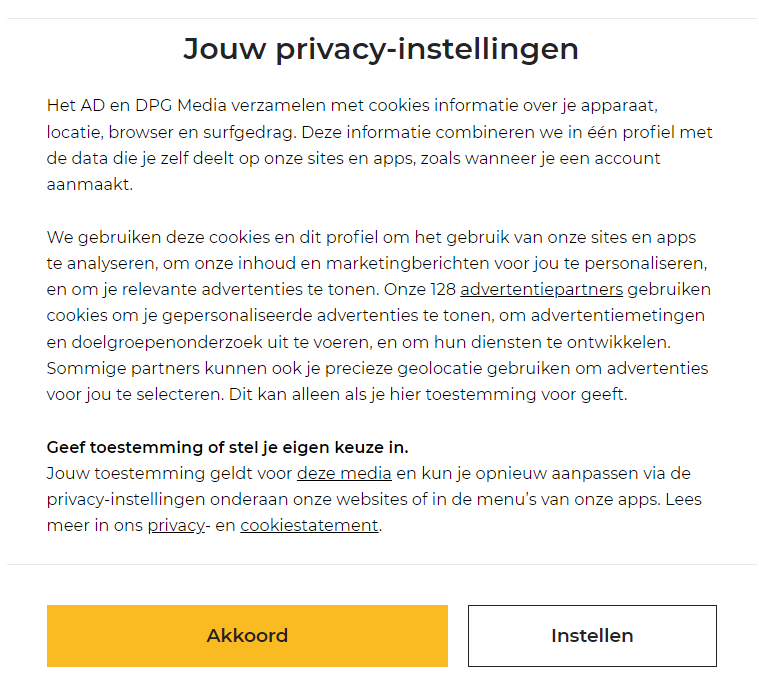 Jouw privacy-instellingen
Het AD en DPG Media verzamelen met cookies informatie over je apparaat,
locatie, browser en surfgedrag. Deze informatie combineren we in één profiel met
de data die je zelf deelt op onze sites en apps, zoals wanneer je een account
aanmaakt.
We gebruiken deze cookies en dit profiel om het gebruik van onze sites en apps
te analyseren, om onze inhoud en marketingberichten voor jou te personaliseren,
en om je relevante advertenties te tonen. Onze 128 advertentiepartners gebruiken
cookies om je gepersonaliseerde advertenties te tonen, om advertentiemetingen
en doelgroepenonderzoek uit te voeren, en om hun diensten te ontwikkelen.
Sommige partners kunnen ook je precieze geolocatie gebruiken om advertenties
voor jou te selecteren. Dit kan alleen als je hier toestemming voor geeft.
Geef toestemming of stel je eigen keuze in.
Jouw toestemming geldt voor deze media en kun je opnieuw aanpassen via de
privacy-instellingen onderaan onze websites of in de menu’s van onze apps. Lees
meer in ons privacy- en cookiestatement.
Akkoord
Instellen